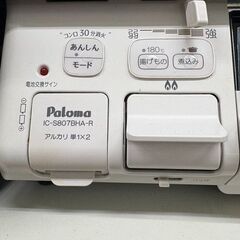 コンロ30分消火
あんしん
モード
弱
強
180℃
揚げもの
煮込み
電池交換サイン
Paloma
IC-S807BHA-R
アルカリ 単1×2